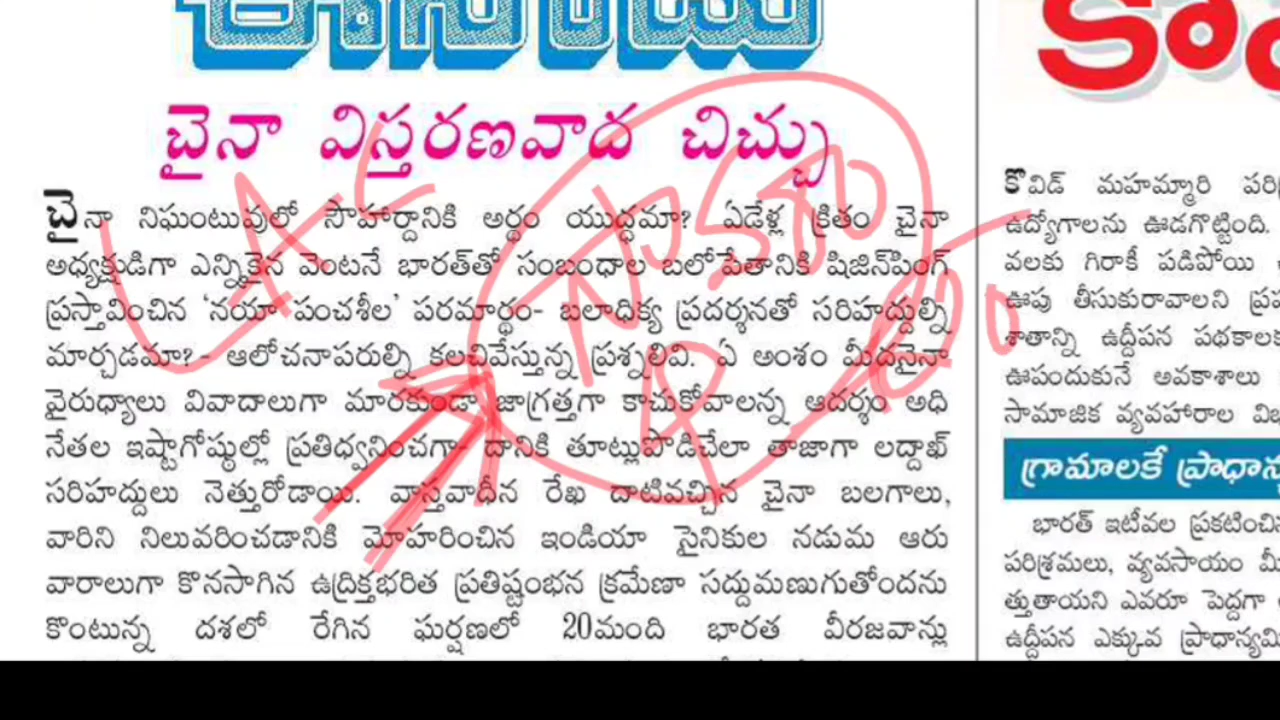 ఈనాడు
చైనా విస్తరణవాద చిచ్చు
చైనా నిఘంటువులో సౌహార్దానికి అర్థం యుద్ధమా? ఏడేళ్ల క్రితం చైనా
అధ్యక్షుడిగా ఎన్నికైన వెంటనే భారత్‌తో సంబంధాల బలోపేతానికి షిజిన్‌పింగ్
ప్రస్తావించిన ‘నయా పంచశీల’ పరమార్థం- బలాధిక్య ప్రదర్శనతో సరిహద్దుల్ని
మార్చడమా?- ఆలోచనాపరుల్ని కలచివేస్తున్న ప్రశ్నలివి. ఏ అంశం మీదనైనా
వైరుధ్యాలు వివాదాలుగా మారకుండా జాగ్రత్తగా కాచుకోవాలన్న ఆదర్శం అధి
నేతల ఇష్టాగోష్ఠుల్లో ప్రతిధ్వనించగా- దానికి తూట్లుపొడిచేలా తాజాగా లద్దాఖ్
సరిహద్దులు నెత్తురోడాయి. వాస్తవాధీన రేఖ దాటివచ్చిన చైనా బలగాలు,
వారిని నిలువరించడానికి మోహరించిన ఇండియా సైనికుల నడుమ ఆరు
వారాలుగా కొనసాగిన ఉద్రిక్తభరిత ప్రతిష్టంభన క్రమేణా సద్దుమణుగుతోందను
కొంటున్న దశలో రేగిన ఘర్షణలో 20మంది భారత వీరజవాన్లు
LAC
కొవిడ్ మహమ్మారి
ఉద్యోగాలను ఊడగొట్టింది.
వలకు గిరాకీ పడిపోయి
ఊపు తీసుకురావాలని
శాతాన్ని ఉద్దీపన
ఊపందుకునే అవకాశాలు
సామాజిక వ్యవహారాల
గ్రామాలకే
భారత్ ఇటీవల
పరిశ్రమలు, వ్యవసాయం
త్తుతాయని ఎవరూ పెద్దగా
ఉద్దీపన ఎక్కువ